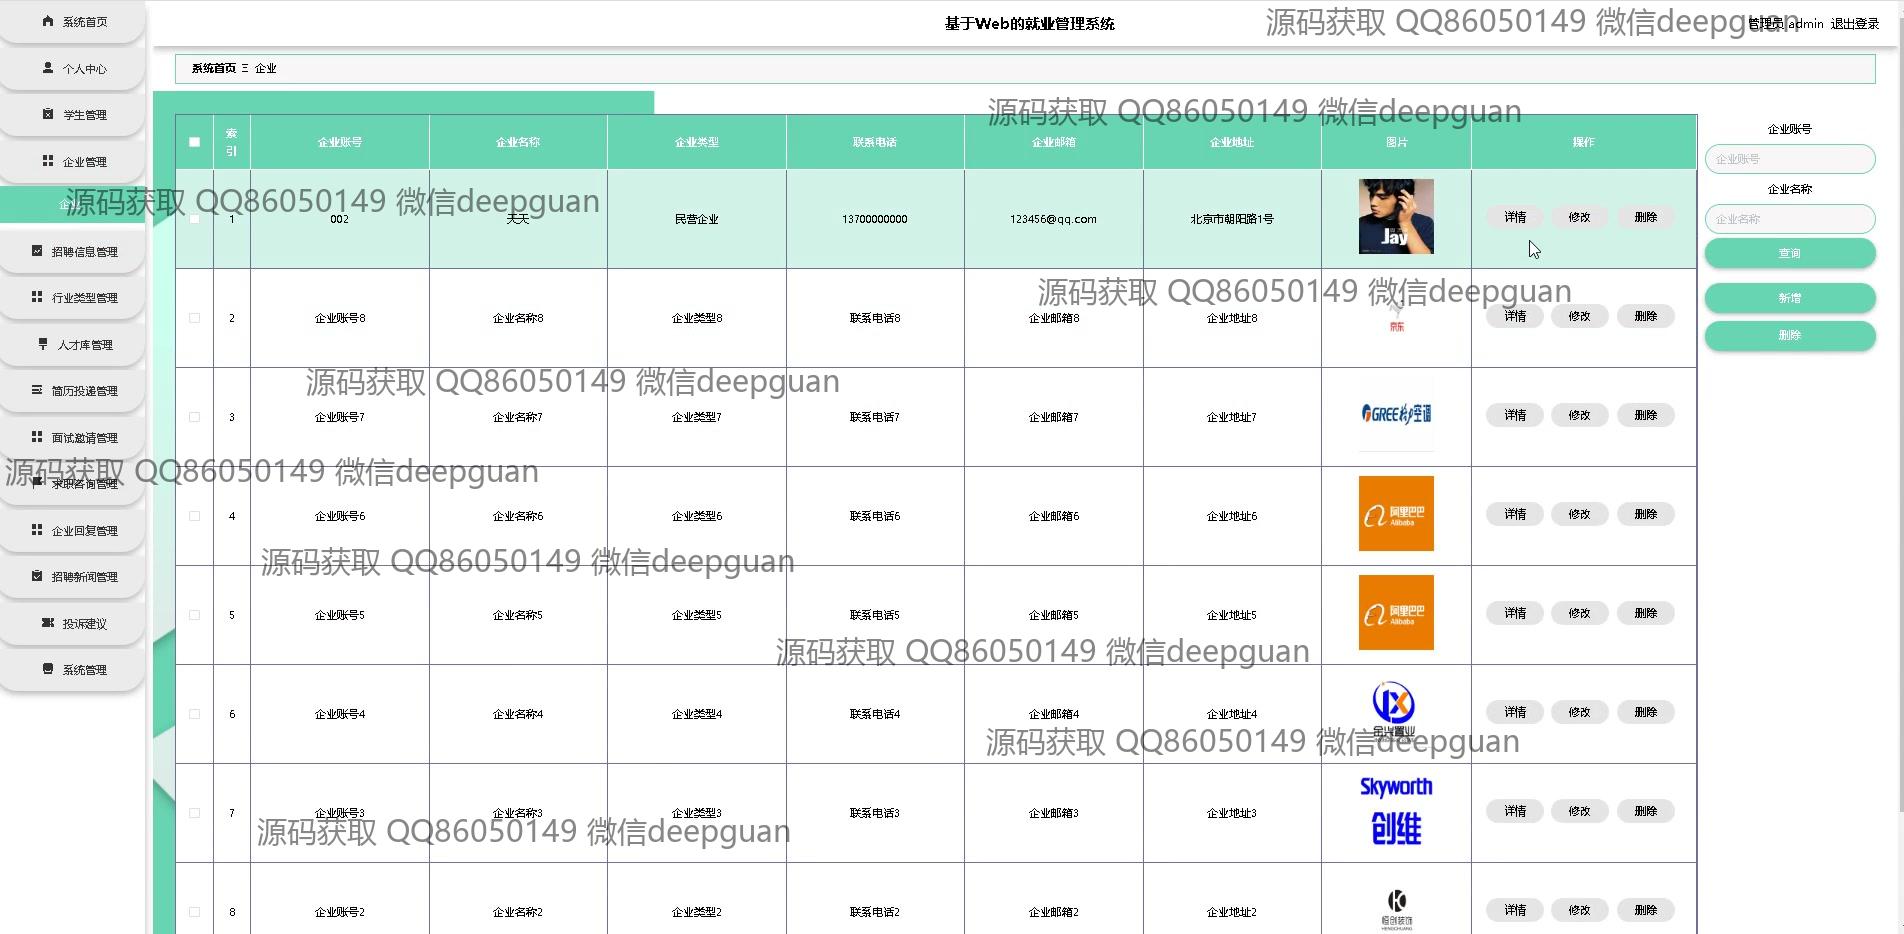 基于Web的就业管理系统
管理员 admin 退出登录
源码获取 QQ86050149 微信deepguan
系统首页
个人中心
学生管理
企业管理
企业
招聘信息管理
行业类型管理
人才库管理
简历投递管理
面试邀请管理
求职咨询管理
企业回复管理
招聘新闻管理
投诉建议
系统管理
系统首页 Ξ 企业
源码获取 QQ86050149 微信deepguan
索引 企业账号 企业名称 企业类型 联系电话 企业邮箱 企业地址 图片 操作
源码获取 QQ86050149 微信deepguan
1 002 天天 民营企业 13700000000 123456@qq.com 北京市朝阳路1号 Jay 详情 修改 删除
源码获取 QQ86050149 微信deepguan
2 企业账号8 企业名称8 企业类型8 联系电话8 企业邮箱8 企业地址8 京东 详情 修改 删除
源码获取 QQ86050149 微信deepguan
3 企业账号7 企业名称7 企业类型7 联系电话7 企业邮箱7 企业地址7 GREE格力空调 详情 修改 删除
源码获取 QQ86050149 微信deepguan
4 企业账号6 企业名称6 企业类型6 联系电话6 企业邮箱6 企业地址6 阿里巴巴 Alibaba 详情 修改 删除
源码获取 QQ86050149 微信deepguan
5 企业账号5 企业名称5 企业类型5 联系电话5 企业邮箱5 企业地址5 阿里巴巴 Alibaba 详情 修改 删除
源码获取 QQ86050149 微信deepguan
6 企业账号4 企业名称4 企业类型4 联系电话4 企业邮箱4 企业地址4 金兴置业 详情 修改 删除
源码获取 QQ86050149 微信deepguan
7 企业账号3 企业名称3 企业类型3 联系电话3 企业邮箱3 企业地址3 Skyworth 创维 详情 修改 删除
源码获取 QQ86050149 微信deepguan
8 企业账号2 企业名称2 企业类型2 联系电话2 企业邮箱2 企业地址2 恒创装饰 HENGCHUANG 详情 修改 删除
企业账号
企业账号
企业名称
企业名称
查询
新增
删除